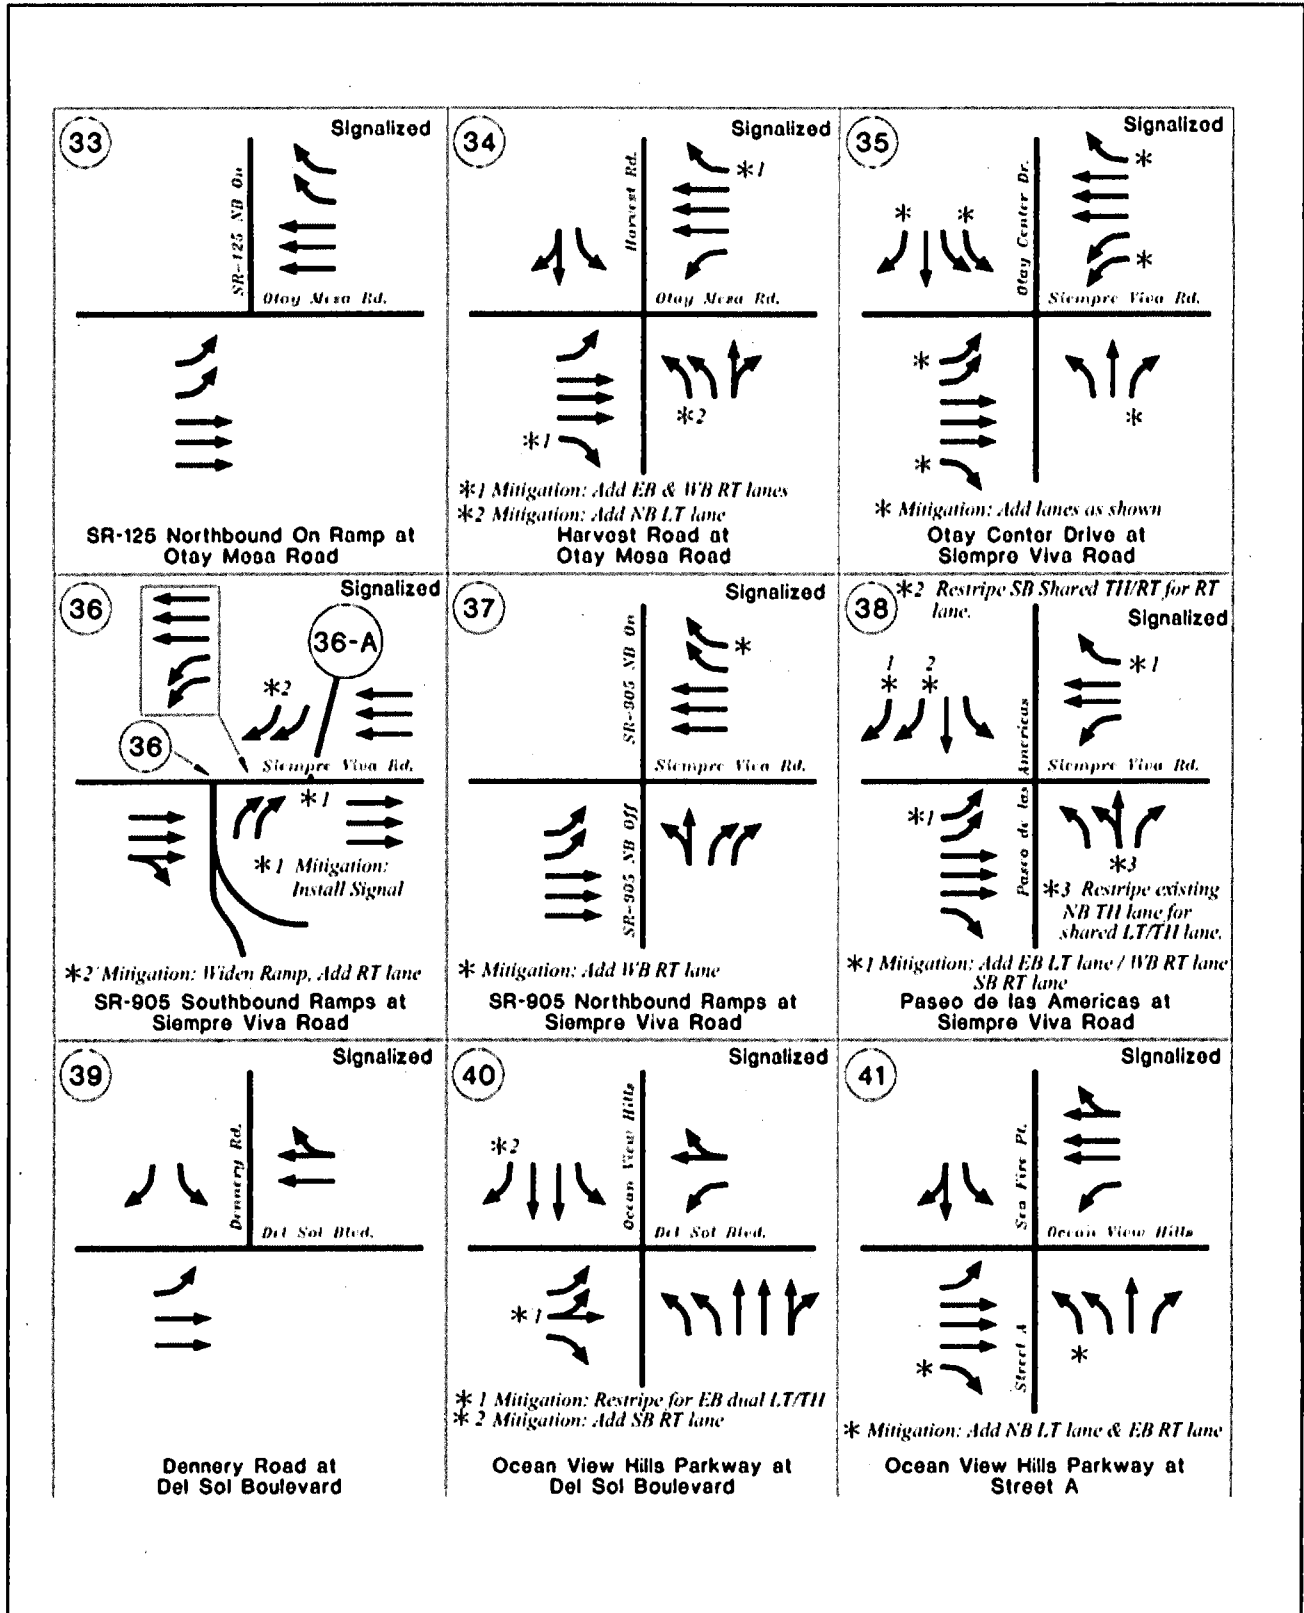 33
Signalized
SR-125 NB On
Otay Mesa Rd.
SR-125 Northbound On Ramp at
Otay Mesa Road
34
Signalized
Harvest Rd.
*1
Otay Mesa Rd.
*2
*1
*1 Mitigation: Add EB & WB RT lanes
*2 Mitigation: Add NB LT lane
Harvest Road at
Otay Mesa Road
35
Signalized
*
*
*
Otay Center Dr.
*
Siempre Viva Rd.
*
*
*
* Mitigation: Add lanes as shown
Otay Center Drive at
Siempre Viva Road
36
Signalized
36-A
*2
36
Siempre Viva Rd.
*1
*1 Mitigation:
Install Signal
*2 Mitigation: Widen Ramp, Add RT lane
SR-905 Southbound Ramps at
Siempre Viva Road
37
Signalized
SR-905 NB On
*
Siempre Viva Rd.
SR-905 NB Off
* Mitigation: Add WB RT lane
SR-905 Northbound Ramps at
Siempre Viva Road
*2 Restripe SB Shared TH/RT for RT
lane.
38
Signalized
1
*
2
*
*1
Paseo de las Americas
Siempre Viva Rd.
*1
*3
*3 Restripe existing
NB TH lane for
shared LT/TH lane.
*1 Mitigation: Add EB LT lane / WB RT lane
SB RT lane
Paseo de las Americas at
Siempre Viva Road
39
Signalized
Dennery Rd.
Del Sol Blvd.
Dennery Road at
Del Sol Boulevard
40
Signalized
*2
Ocean View Hills
Del Sol Blvd.
*1
*1 Mitigation: Restripe for EB dual LT/TH
*2 Mitigation: Add SB RT lane
Ocean View Hills Parkway at
Del Sol Boulevard
41
Signalized
Sea Fire Pt.
Ocean View Hills
Street A
*
*
* Mitigation: Add NB LT lane & EB RT lane
Ocean View Hills Parkway at
Street A